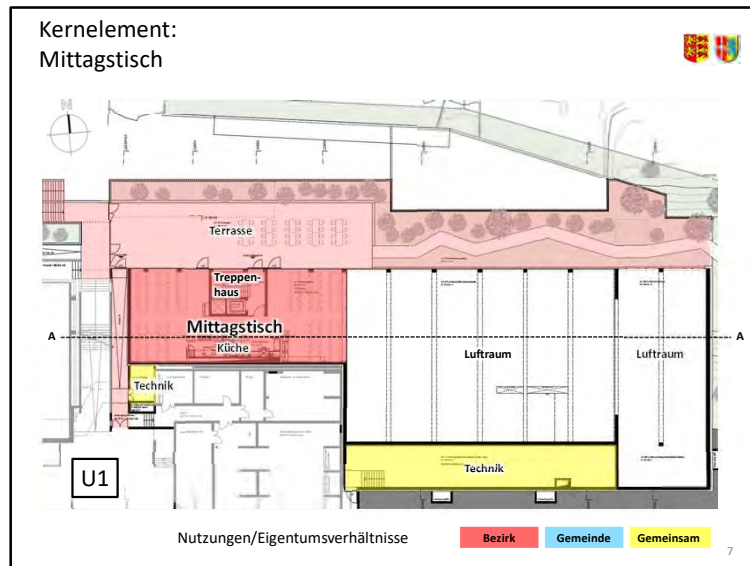 Kernelement:
Mittagstisch
N
Terrasse
Treppen-
haus
Mittagstisch
A
A
Küche
Luftraum
Luftraum
Technik
Technik
U1
Nutzungen/Eigentumsverhältnisse
Bezirk
Gemeinde
Gemeinsam
7